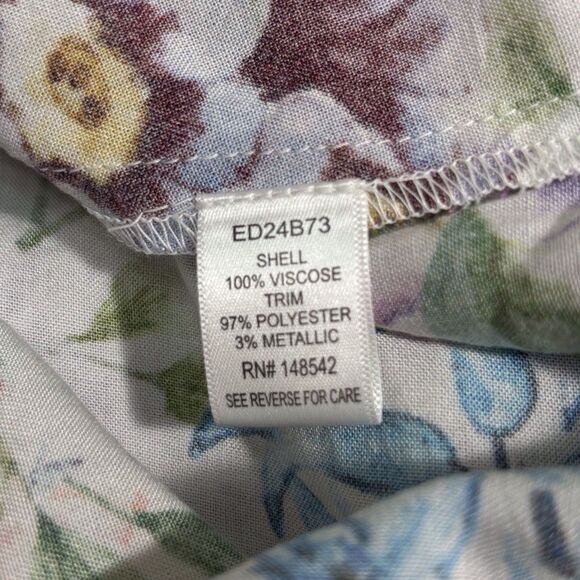 ED24B73
SHELL
100% VISCOSE
TRIM
97% POLYESTER
3% METALLIC
RN# 148542
SEE REVERSE FOR CARE